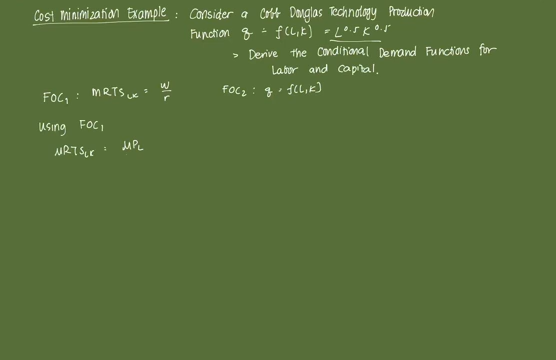 Cost Minimization Example : Consider a Cobb Douglas Technology Production
Function q = f(L,K) = L^0.5 K^0.5
> Derive the Conditional Demand Functions for
Labor and Capital.
FOC₁ : MRTS_LK = w/r FOC₂ : q = f(L,K)
Using FOC₁
MRTS_LK = MPL